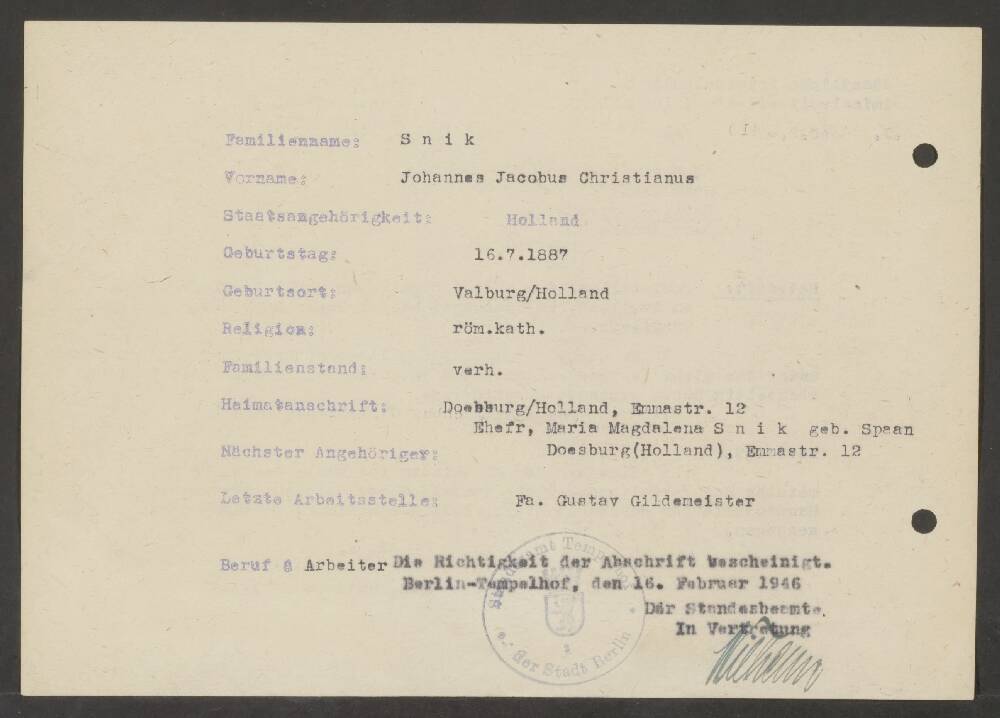 Familienname: S n i k
Vorname: Johannes Jacobus Christianus
Staatsangehörigkeit: Holland
Geburtstag: 16.7.1887
Geburtsort: Valburg/Holland
Religion: röm.kath.
Familienstand: verh.
Heimatanschrift: Doesburg/Holland, Emmastr. 12
Ehefr, Maria Magdalena S n i k geb. Spaan
Nächster Angehöriger: Doesburg(Holland), Emmastr. 12
Letzte Arbeitsstelle: Fa. Gustav Gildemeister
Beruf : Arbeiter Die Richtigkeit der Abschrift bescheinigt.
Berlin-Tempelhof, den 16. Februar 1946
Der Standesbeamte.
In Vertretung
Standesamt Tempelhof
der Stadt Berlin